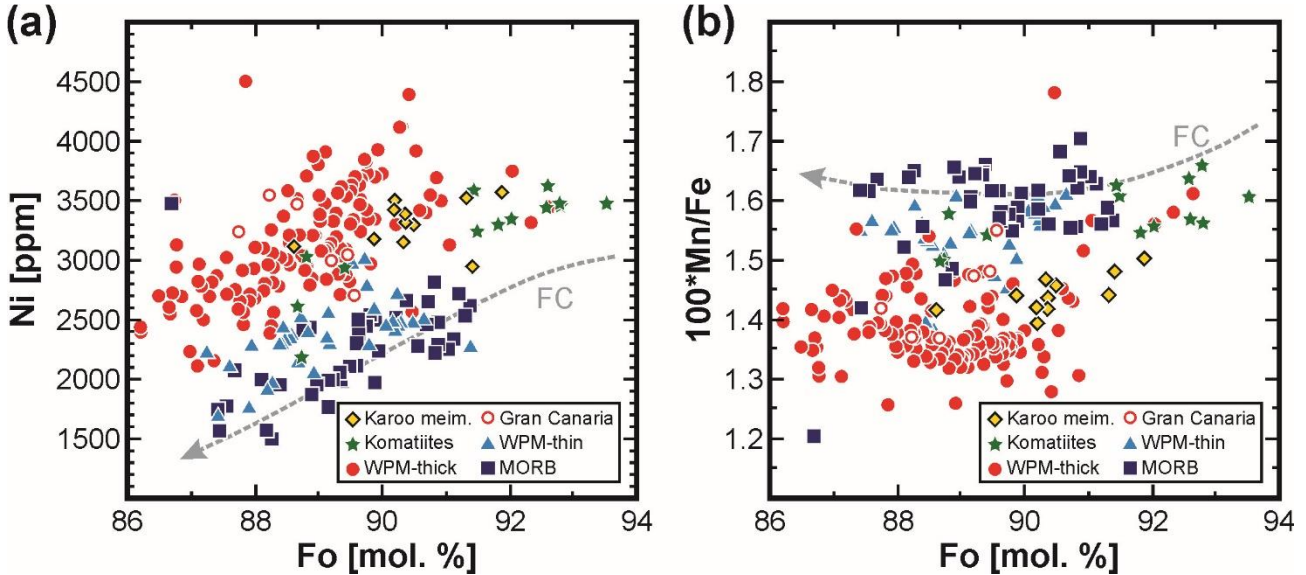 (a)
Ni [ppm]
4500
4000
3500
3000
2500
2000
1500
FC
Karoo meim.
Gran Canaria
Komatiites
WPM-thin
WPM-thick
MORB
86
88
90
92
94
Fo [mol. %]
(b)
100*Mn/Fe
1.8
1.7
1.6
1.5
1.4
1.3
1.2
FC
Karoo meim.
Gran Canaria
Komatiites
WPM-thin
WPM-thick
MORB
86
88
90
92
94
Fo [mol. %]